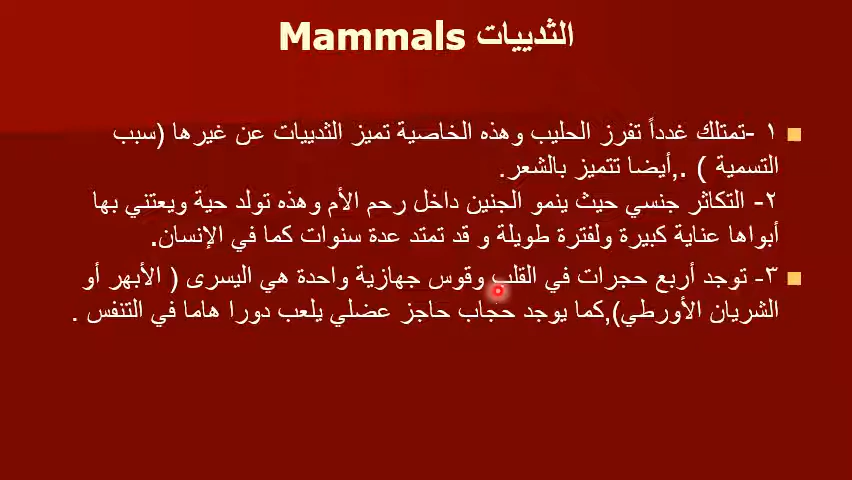 الثدييات Mammals
١ -تمتلك غدداً تفرز الحليب وهذه الخاصية تميز الثدييات عن غيرها (سبب
التسمية ) .,أيضا تتميز بالشعر.
٢- التكاثر جنسي حيث ينمو الجنين داخل رحم الأم وهذه تولد حية ويعتني بها
أبواها عناية كبيرة ولفترة طويلة و قد تمتد عدة سنوات كما في الإنسان.
٣- توجد أربع حجرات في القلب وقوس جهازية واحدة هي اليسرى ( الأبهر أو
الشريان الأورطي),كما يوجد حجاب حاجز عضلي يلعب دورا هاما في التنفس .